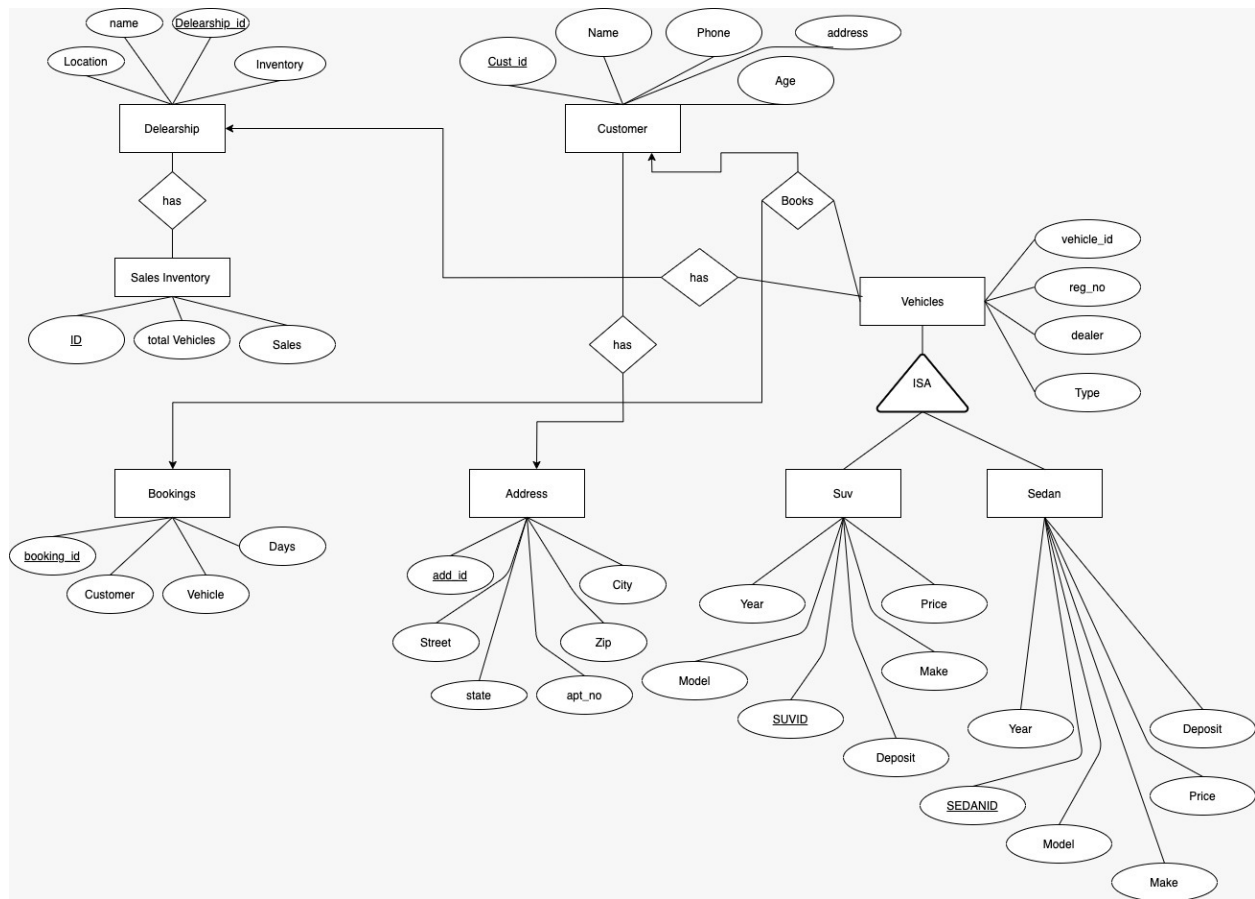 name
Delearship_id
Location
Inventory
Delearship
has
Sales Inventory
ID
total Vehicles
Sales
Name
Phone
address
Cust_id
Age
Customer
Books
has
has
vehicle_id
reg_no
Vehicles
dealer
Type
ISA
Bookings
booking_id
Customer
Vehicle
Days
Address
add_id
City
Street
Zip
state
apt_no
Suv
Year
Price
Model
Make
SUVID
Deposit
Sedan
Year
Deposit
SEDANID
Price
Model
Make